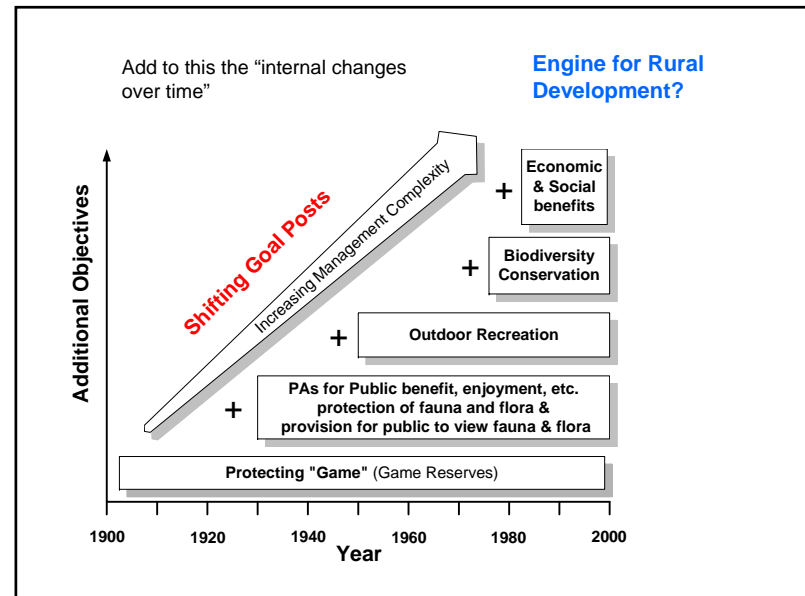 Add to this the “internal changes
over time”
Engine for Rural
Development?
Additional Objectives
Shifting Goal Posts
Increasing Management Complexity
+
Economic
& Social
benefits
+
Biodiversity
Conservation
+
Outdoor Recreation
+
PAs for Public benefit, enjoyment, etc.
protection of fauna and flora &
provision for public to view fauna & flora
Protecting "Game" (Game Reserves)
1900 1920 1940 1960 1980 2000
Year